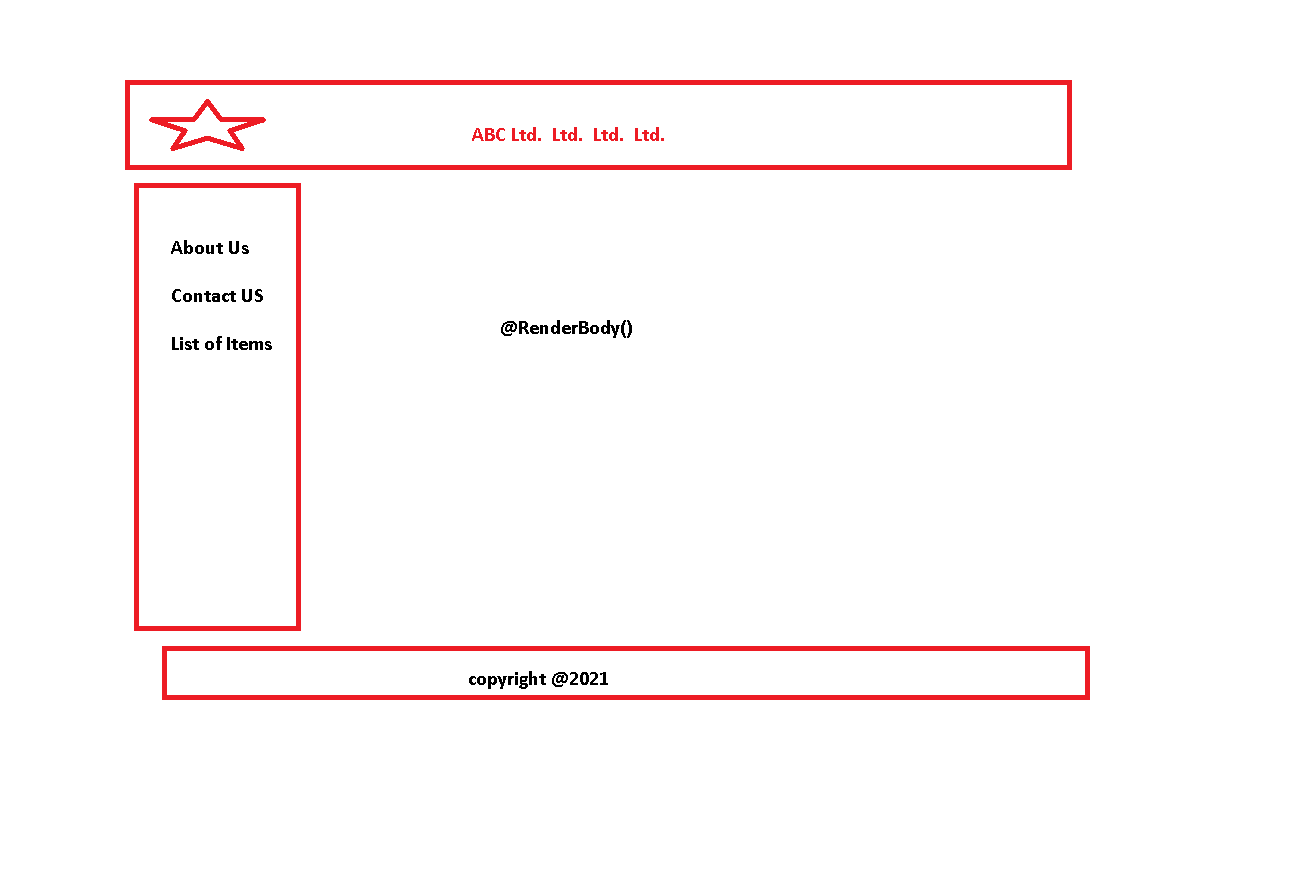 ABC Ltd.  Ltd.  Ltd.  Ltd.
About Us
Contact US
List of Items
@RenderBody()
copyright @2021